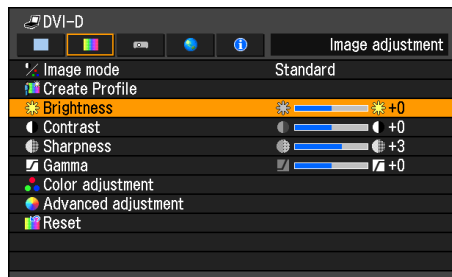 DVI-D
Image adjustment
Image mode Standard
Create Profile
Brightness +0
Contrast +0
Sharpness +3
Gamma +0
Color adjustment
Advanced adjustment
Reset